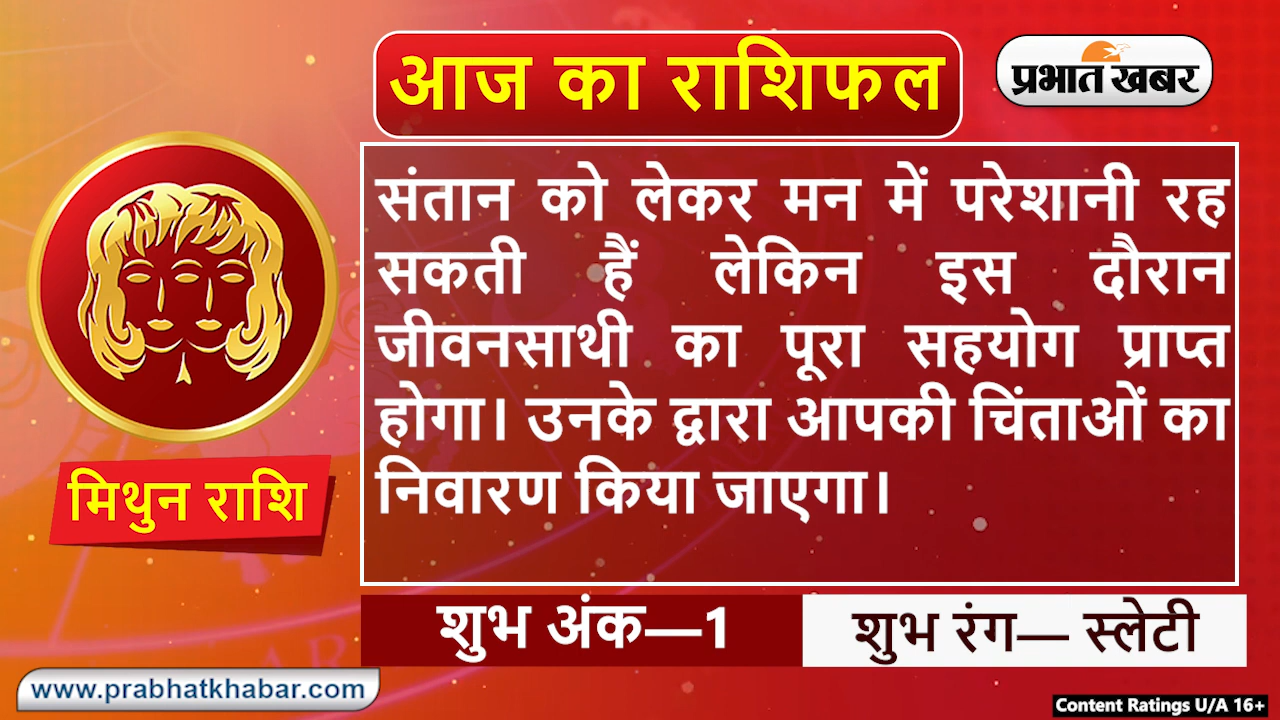 आज का राशिफल
प्रभात खबर
संतान को लेकर मन में परेशानी रह
सकती हैं लेकिन इस दौरान
जीवनसाथी का पूरा सहयोग प्राप्त
होगा। उनके द्वारा आपकी चिंताओं का
निवारण किया जाएगा।
मिथुन राशि
शुभ अंक—1
शुभ रंग— स्लेटी
www.prabhatkhabar.com
Content Ratings U/A 16+